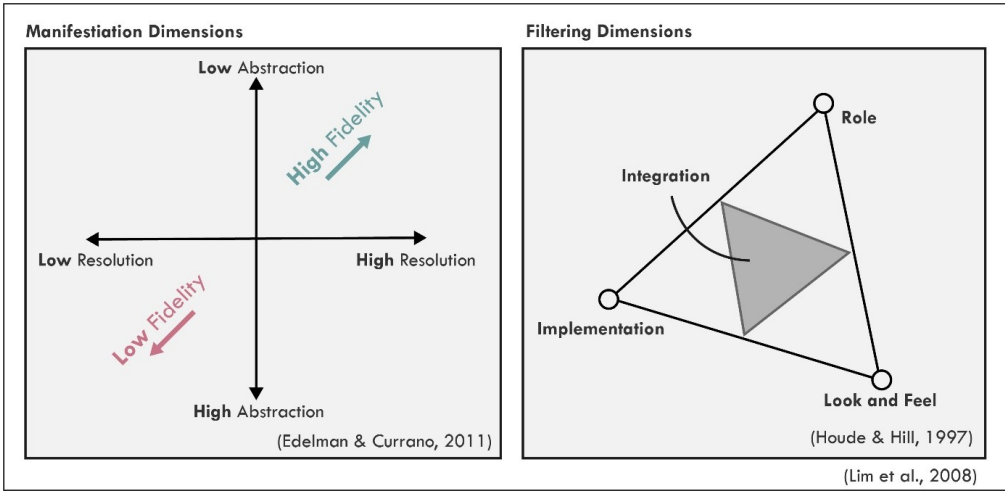 Manifestiation Dimensions
Low Abstraction
High Fidelity
Low Resolution
High Resolution
Low Fidelity
High Abstraction
(Edelman & Currano, 2011)
Filtering Dimensions
Role
Integration
Implementation
Look and Feel
(Houde & Hill, 1997)
(Lim et al., 2008)